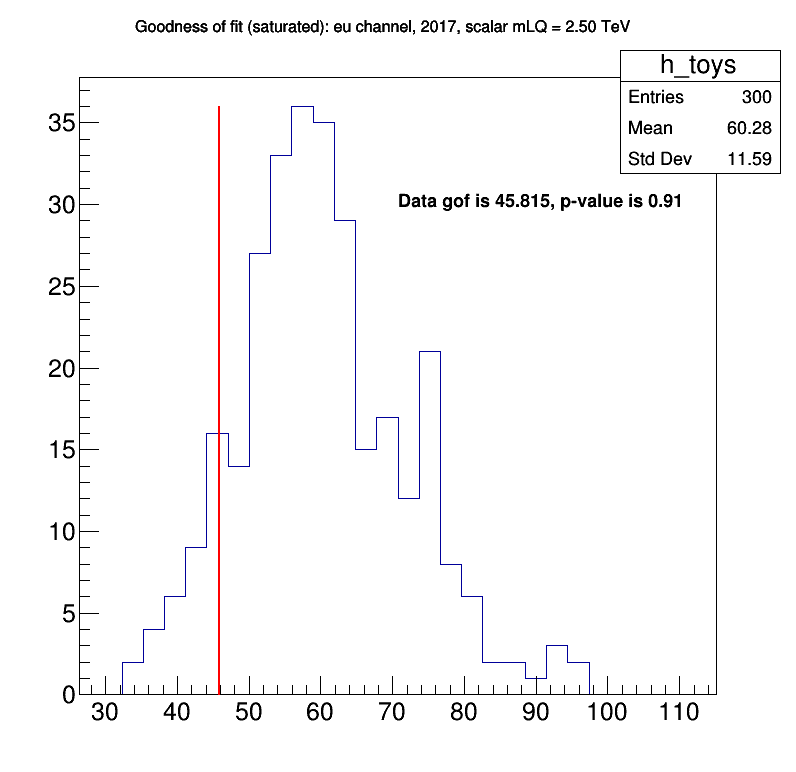 Goodness of fit (saturated): eu channel, 2017, scalar mLQ = 2.50 TeV
h_toys
Entries 300
Mean 60.28
Std Dev 11.59
Data gof is 45.815, p-value is 0.91
35
30
25
20
15
10
5
0
30 40 50 60 70 80 90 100 110